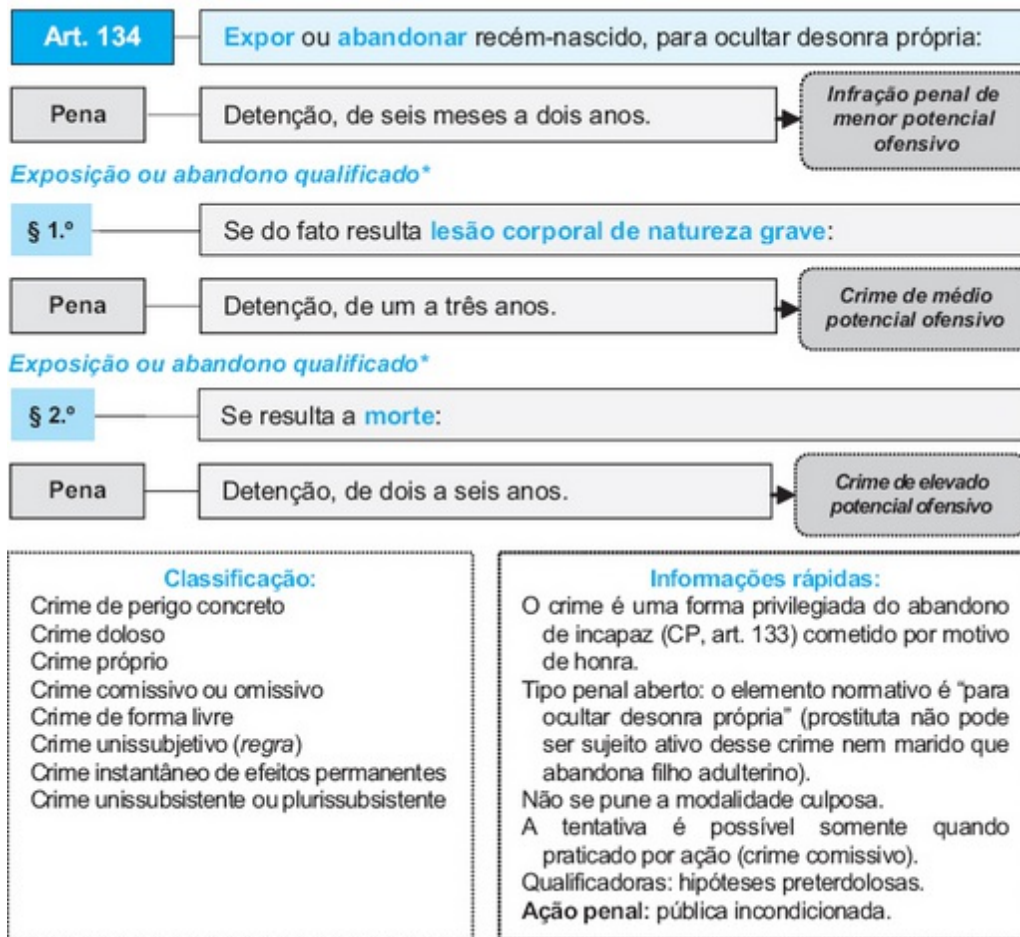 Art. 134
Expor ou abandonar recém-nascido, para ocultar desonra própria:
Pena
Detenção, de seis meses a dois anos.
Infração penal de
menor potencial
ofensivo
Exposição ou abandono qualificado*
§ 1.º
Se do fato resulta lesão corporal de natureza grave:
Pena
Detenção, de um a três anos.
Crime de médio
potencial ofensivo
Exposição ou abandono qualificado*
§ 2.º
Se resulta a morte:
Pena
Detenção, de dois a seis anos.
Crime de elevado
potencial ofensivo
Classificação:
Crime de perigo concreto
Crime doloso
Crime próprio
Crime comissivo ou omissivo
Crime de forma livre
Crime unissubjetivo (regra)
Crime instantâneo de efeitos permanentes
Crime unissubsistente ou plurissubsistente
Informações rápidas:
O crime é uma forma privilegiada do abandono
de incapaz (CP, art. 133) cometido por motivo
de honra.
Tipo penal aberto: o elemento normativo é “para
ocultar desonra própria” (prostituta não pode
ser sujeito ativo desse crime nem marido que
abandona filho adulterino).
Não se pune a modalidade culposa.
A tentativa é possível somente quando
praticado por ação (crime comissivo).
Qualificadoras: hipóteses preterdolosas.
Ação penal: pública incondicionada.